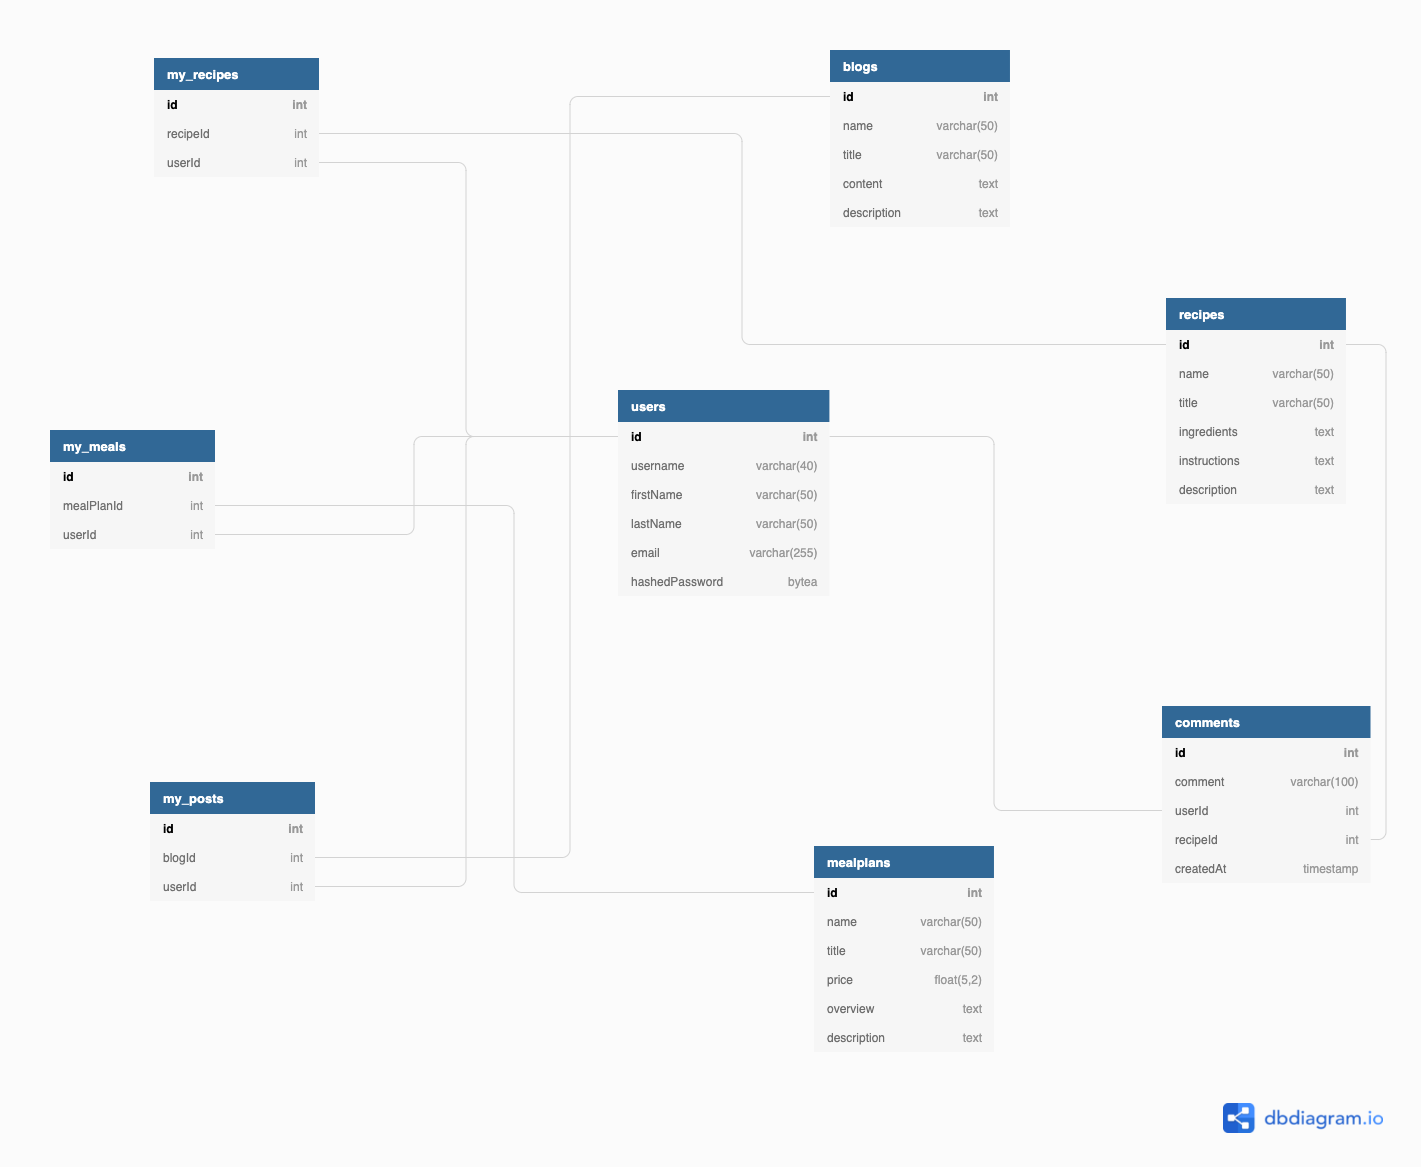 my_recipes
id int
recipeId int
userId int
blogs
id int
name varchar(50)
title varchar(50)
content text
description text
recipes
id int
name varchar(50)
title varchar(50)
ingredients text
instructions text
description text
users
id int
username varchar(40)
firstName varchar(50)
lastName varchar(50)
email varchar(255)
hashedPassword bytea
my_meals
id int
mealPlanId int
userId int
comments
id int
comment varchar(100)
userId int
recipeId int
createdAt timestamp
my_posts
id int
blogId int
userId int
mealplans
id int
name varchar(50)
title varchar(50)
price float(5,2)
overview text
description text
dbdiagram.io